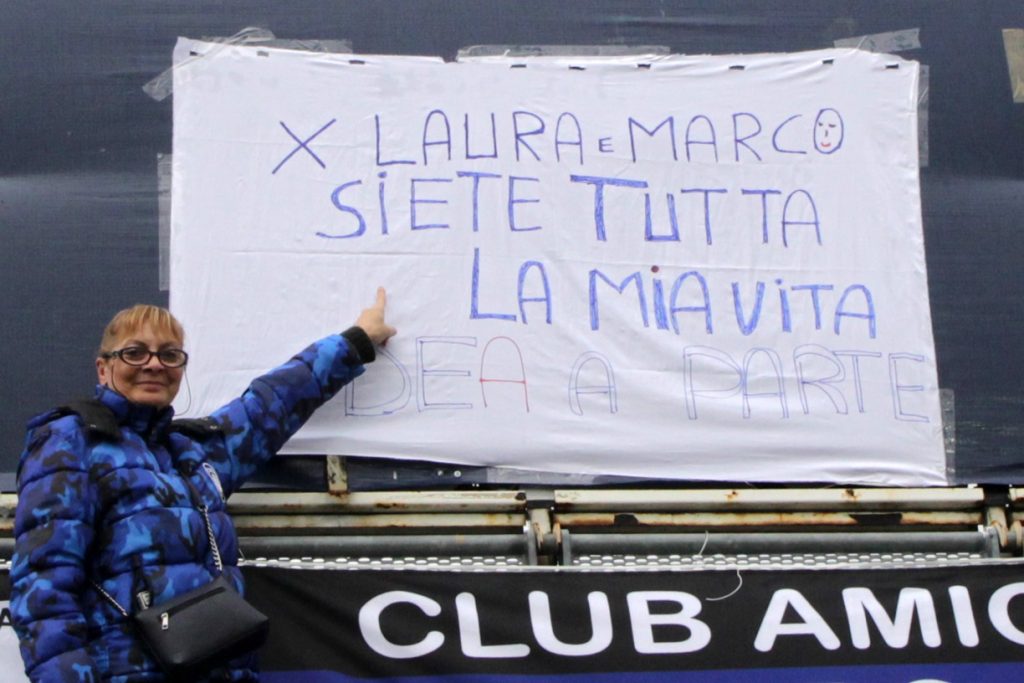 X LAURA E MARCO
SIETE TUTTA
LA MIA VITA
DEA A PARTE
CLUB AMIC